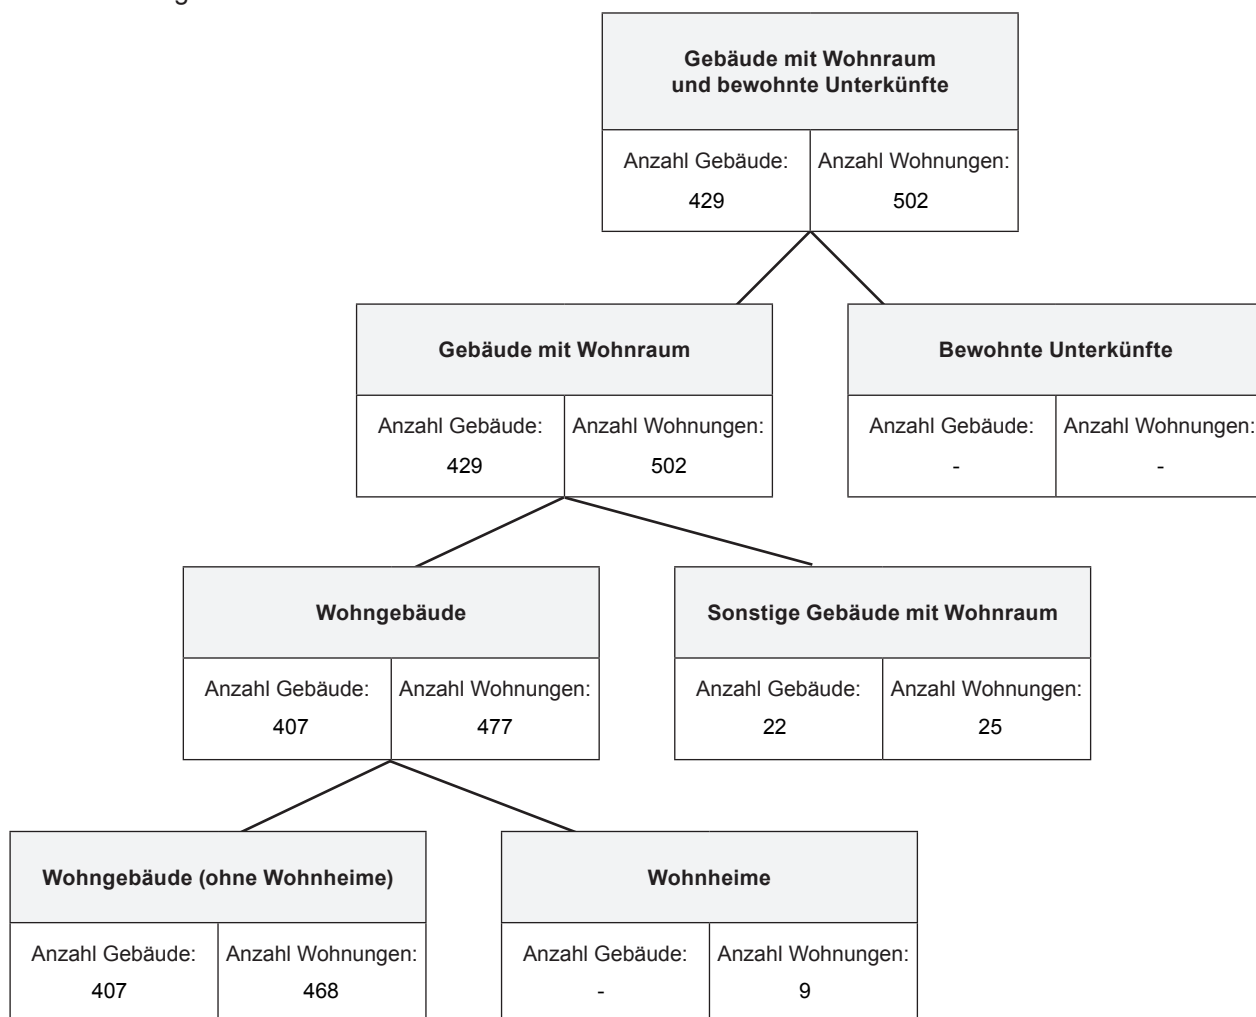 Gebäude mit Wohnraum
und bewohnte Unterkünfte
Anzahl Gebäude: Anzahl Wohnungen:
429 502
Gebäude mit Wohnraum
Anzahl Gebäude: Anzahl Wohnungen:
429 502
Bewohnte Unterkünfte
Anzahl Gebäude: Anzahl Wohnungen:
- -
Wohngebäude
Anzahl Gebäude: Anzahl Wohnungen:
407 477
Sonstige Gebäude mit Wohnraum
Anzahl Gebäude: Anzahl Wohnungen:
22 25
Wohngebäude (ohne Wohnheime)
Anzahl Gebäude: Anzahl Wohnungen:
407 468
Wohnheime
Anzahl Gebäude: Anzahl Wohnungen:
- 9